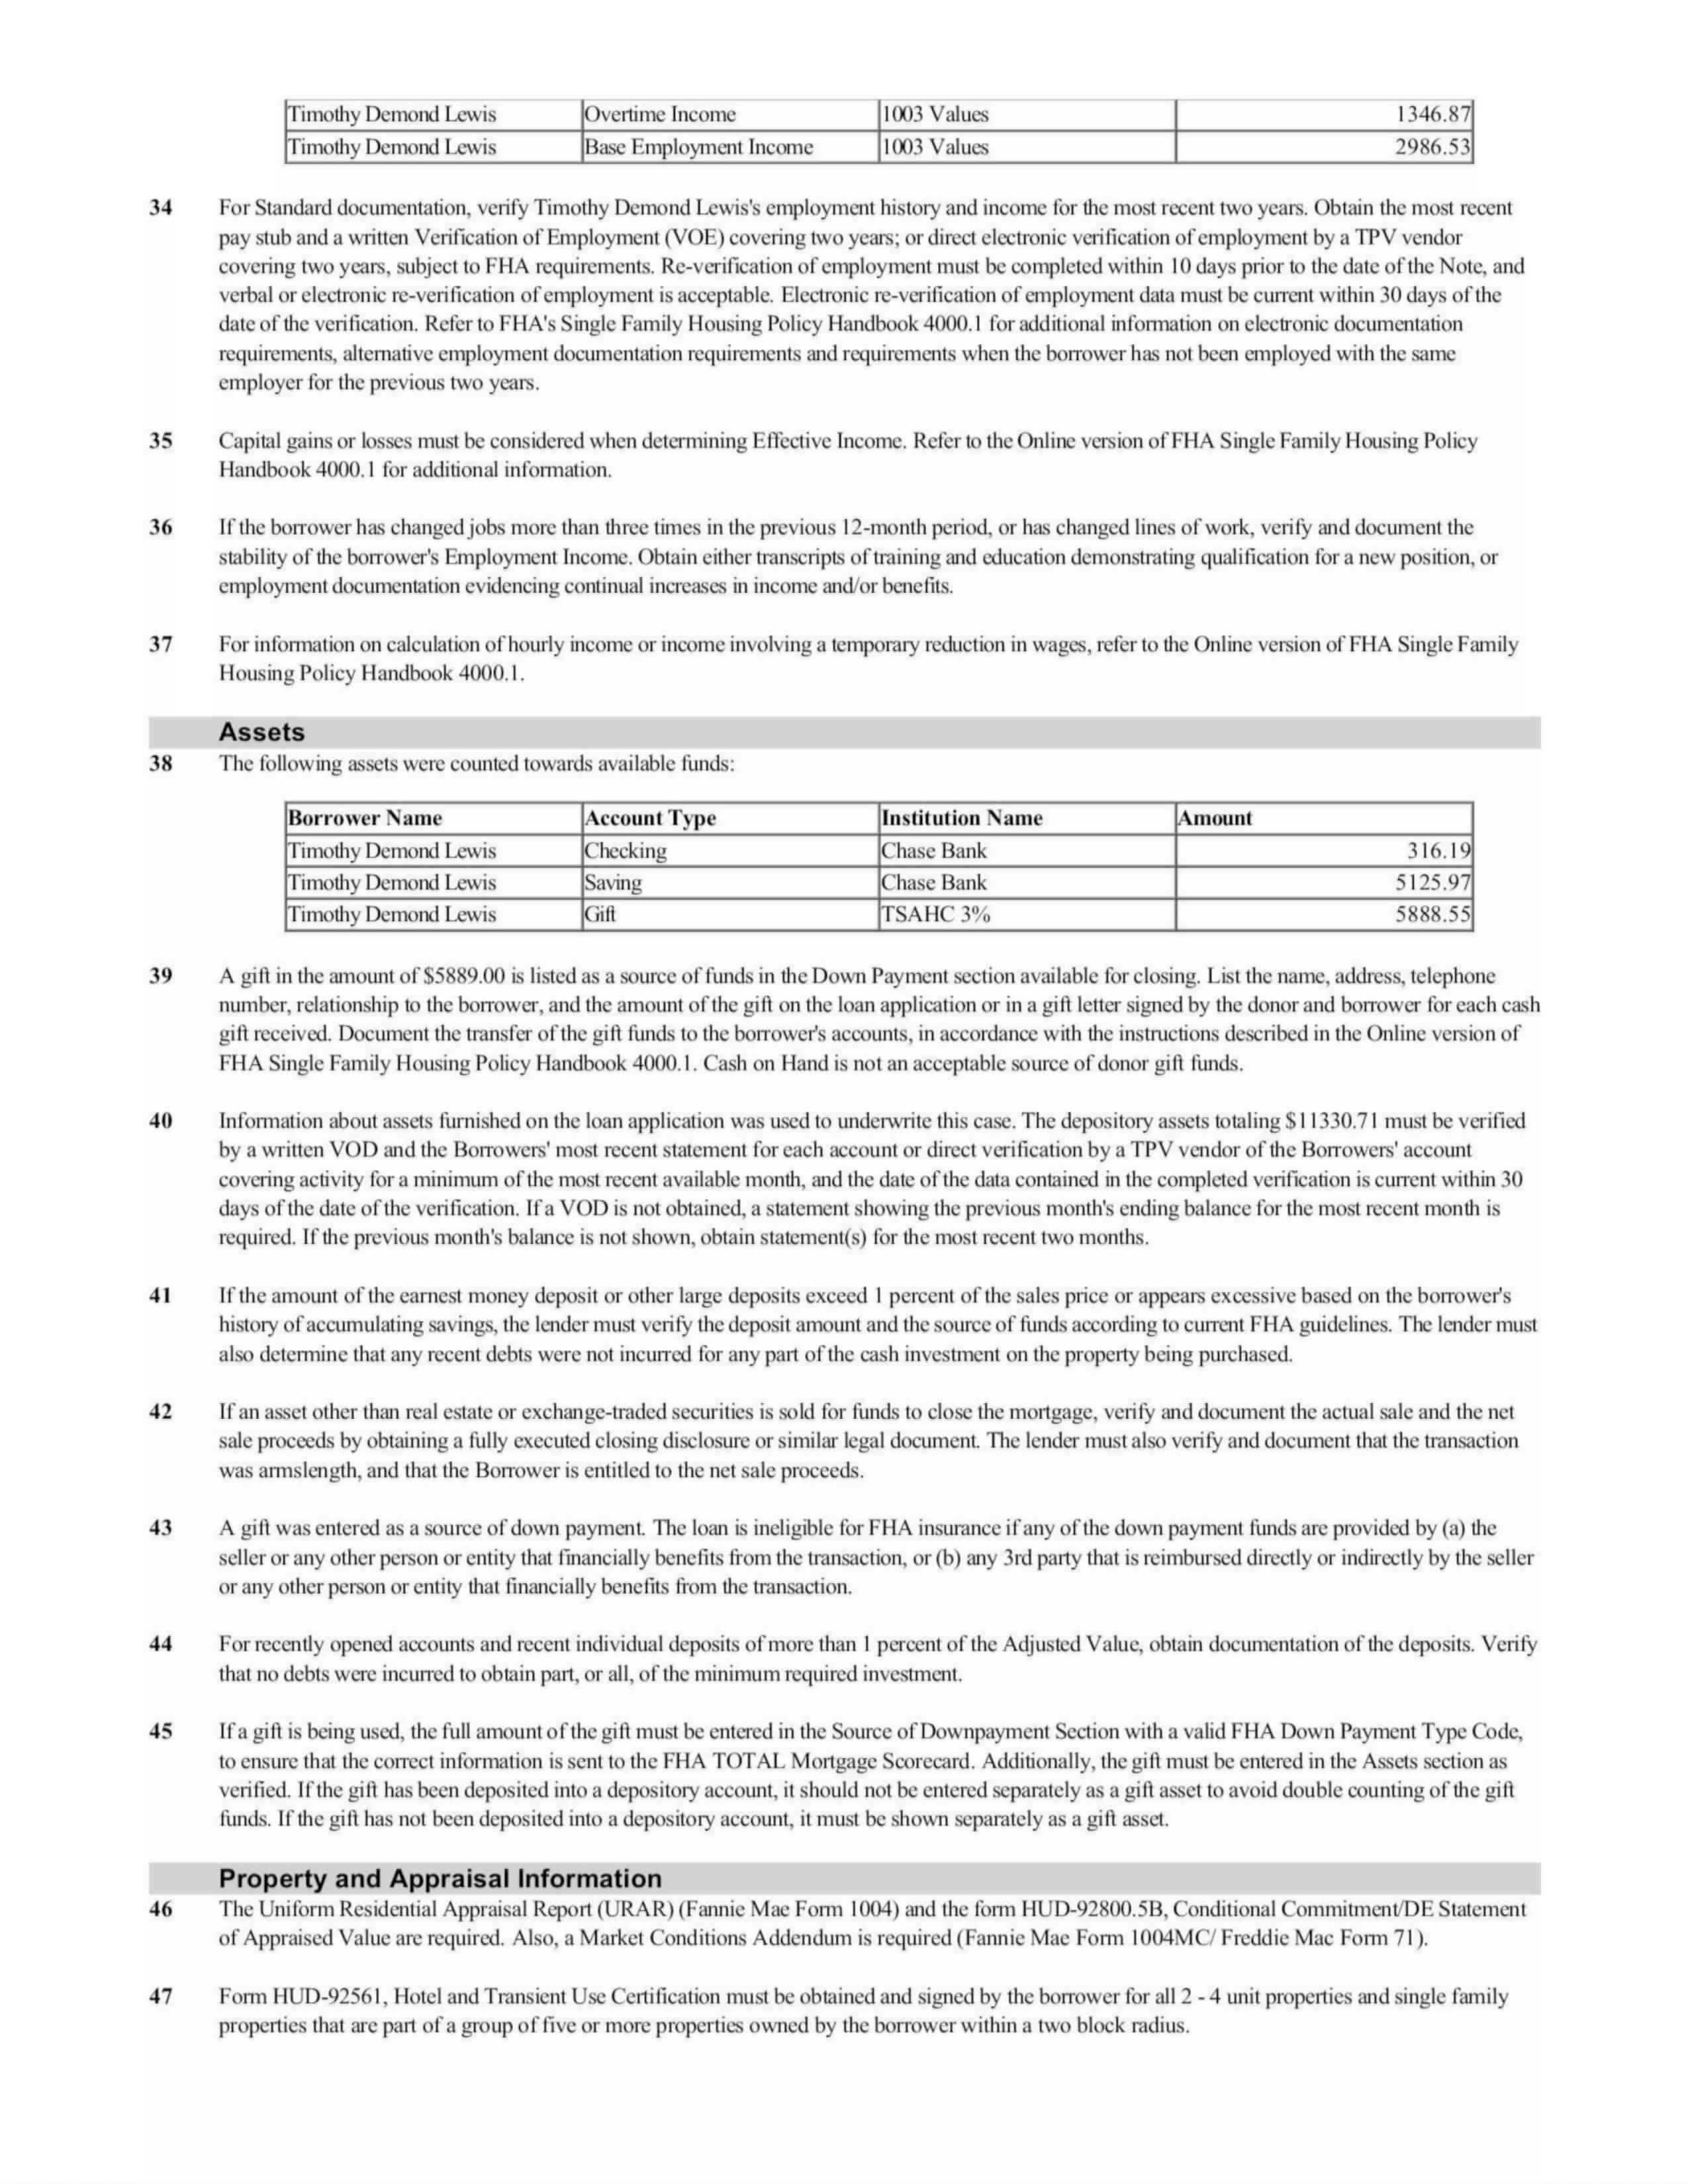 Timothy Demond Lewis Overtime Income 1003 Values 1346.87
Timothy Demond Lewis Base Employment Income 1003 Values 2986.53
34 For Standard documentation, verify Timothy Demond Lewis's employment history and income for the most recent two years. Obtain the most recent
pay stub and a written Verification of Employment (VOE) covering two years; or direct electronic verification of employment by a TPV vendor
covering two years, subject to FHA requirements. Re-verification of employment must be completed within 10 days prior to the date of the Note, and
verbal or electronic re-verification of employment is acceptable. Electronic re-verification of employment data must be current within 30 days of the
date of the verification. Refer to FHA's Single Family Housing Policy Handbook 4000.1 for additional information on electronic documentation
requirements, alternative employment documentation requirements and requirements when the borrower has not been employed with the same
employer for the previous two years.
35 Capital gains or losses must be considered when determining Effective Income. Refer to the Online version of FHA Single Family Housing Policy
Handbook 4000.1 for additional information.
36 If the borrower has changed jobs more than three times in the previous 12-month period, or has changed lines of work, verify and document the
stability of the borrower's Employment Income. Obtain either transcripts of training and education demonstrating qualification for a new position, or
employment documentation evidencing continual increases in income and/or benefits.
37 For information on calculation of hourly income or income involving a temporary reduction in wages, refer to the Online version of FHA Single Family
Housing Policy Handbook 4000.1.
Assets
38 The following assets were counted towards available funds:
Borrower Name Account Type Institution Name Amount
Timothy Demond Lewis Checking Chase Bank 316.19
Timothy Demond Lewis Saving Chase Bank 5125.97
Timothy Demond Lewis Gift TSAHC 3% 5888.55
39 A gift in the amount of $5889.00 is listed as a source of funds in the Down Payment section available for closing. List the name, address, telephone
number, relationship to the borrower, and the amount of the gift on the loan application or in a gift letter signed by the donor and borrower for each cash
gift received. Document the transfer of the gift funds to the borrower's accounts, in accordance with the instructions described in the Online version of
FHA Single Family Housing Policy Handbook 4000.1. Cash on Hand is not an acceptable source of donor gift funds.
40 Information about assets furnished on the loan application was used to underwrite this case. The depository assets totaling $11330.71 must be verified
by a written VOD and the Borrowers' most recent statement for each account or direct verification by a TPV vendor of the Borrowers' account
covering activity for a minimum of the most recent available month, and the date of the data contained in the completed verification is current within 30
days of the date of the verification. If a VOD is not obtained, a statement showing the previous month's ending balance for the most recent month is
required. If the previous month's balance is not shown, obtain statement(s) for the most recent two months.
41 If the amount of the earnest money deposit or other large deposits exceed 1 percent of the sales price or appears excessive based on the borrower's
history of accumulating savings, the lender must verify the deposit amount and the source of funds according to current FHA guidelines. The lender must
also determine that any recent debts were not incurred for any part of the cash investment on the property being purchased.
42 If an asset other than real estate or exchange-traded securities is sold for funds to close the mortgage, verify and document the actual sale and the net
sale proceeds by obtaining a fully executed closing disclosure or similar legal document. The lender must also verify and document that the transaction
was armslength, and that the Borrower is entitled to the net sale proceeds.
43 A gift was entered as a source of down payment. The loan is ineligible for FHA insurance if any of the down payment funds are provided by (a) the
seller or any other person or entity that financially benefits from the transaction, or (b) any 3rd party that is reimbursed directly or indirectly by the seller
or any other person or entity that financially benefits from the transaction.
44 For recently opened accounts and recent individual deposits of more than 1 percent of the Adjusted Value, obtain documentation of the deposits. Verify
that no debts were incurred to obtain part, or all, of the minimum required investment.
45 If a gift is being used, the full amount of the gift must be entered in the Source of Downpayment Section with a valid FHA Down Payment Type Code,
to ensure that the correct information is sent to the FHA TOTAL Mortgage Scorecard. Additionally, the gift must be entered in the Assets section as
verified. If the gift has been deposited into a depository account, it should not be entered separately as a gift asset to avoid double counting of the gift
funds. If the gift has not been deposited into a depository account, it must be shown separately as a gift asset.
Property and Appraisal Information
46 The Uniform Residential Appraisal Report (URAR) (Fannie Mae Form 1004) and the form HUD-92800.5B, Conditional Commitment/DE Statement
of Appraised Value are required. Also, a Market Conditions Addendum is required (Fannie Mae Form 1004MC/ Freddie Mac Form 71).
47 Form HUD-92561, Hotel and Transient Use Certification must be obtained and signed by the borrower for all 2 - 4 unit properties and single family
properties that are part of a group of five or more properties owned by the borrower within a two block radius.